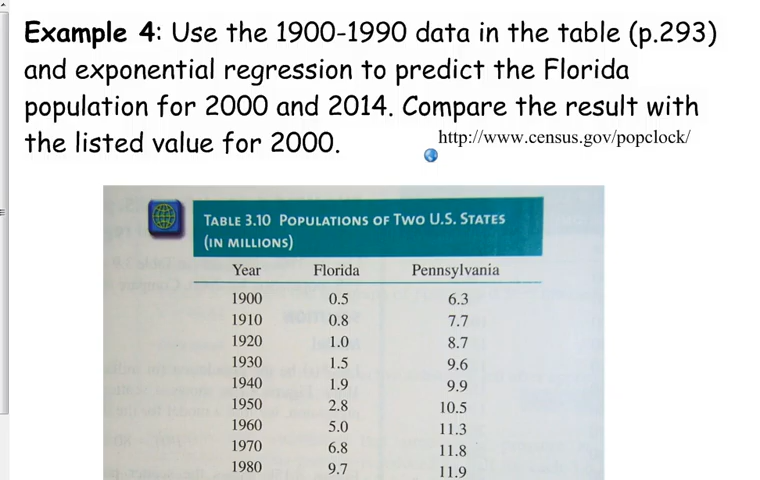 Example 4: Use the 1900-1990 data in the table (p.293)
and exponential regression to predict the Florida
population for 2000 and 2014. Compare the result with
the listed value for 2000.
http://www.census.gov/popclock/
TABLE 3.10 POPULATIONS OF TWO U.S. STATES
(IN MILLIONS)
Year Florida Pennsylvania
1900 0.5 6.3
1910 0.8 7.7
1920 1.0 8.7
1930 1.5 9.6
1940 1.9 9.9
1950 2.8 10.5
1960 5.0 11.3
1970 6.8 11.8
1980 9.7 11.9